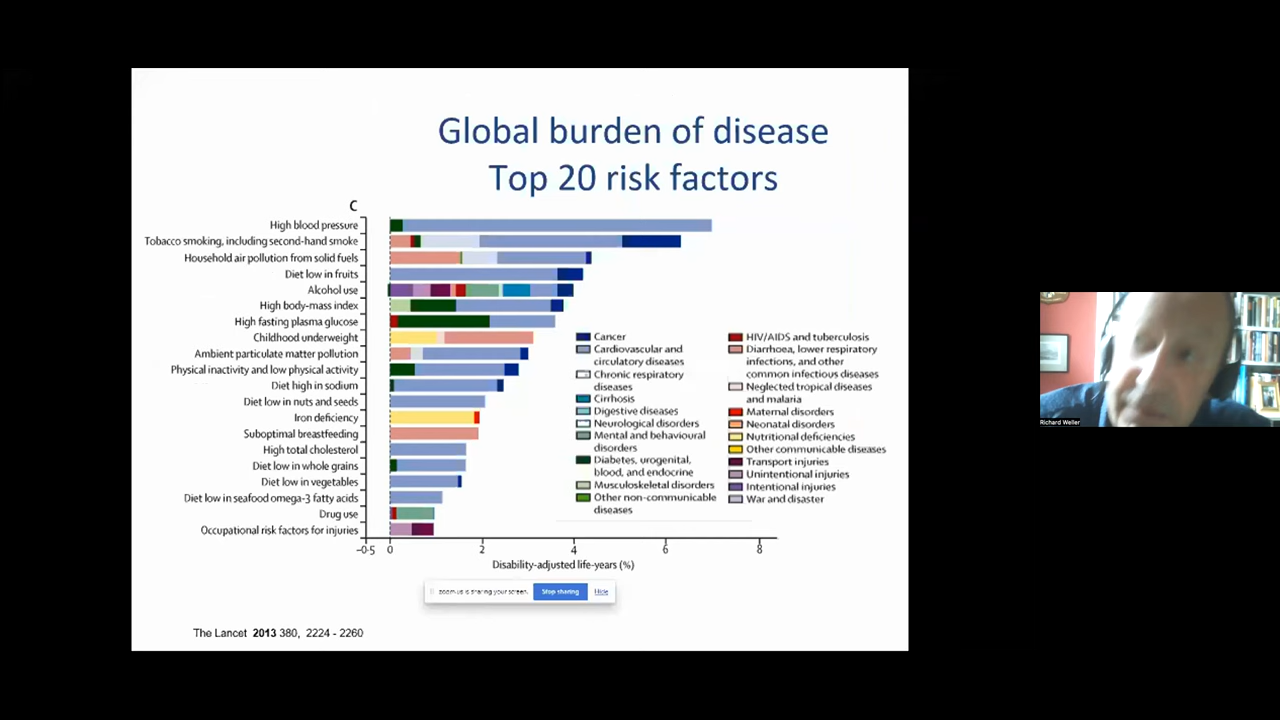 Global burden of disease
Top 20 risk factors
C
High blood pressure
Tobacco smoking, including second-hand smoke
Household air pollution from solid fuels
Diet low in fruits
Alcohol use
High body-mass index
High fasting plasma glucose
Childhood underweight
Ambient particulate matter pollution
Physical inactivity and low physical activity
Diet high in sodium
Diet low in nuts and seeds
Iron deficiency
Suboptimal breastfeeding
High total cholesterol
Diet low in whole grains
Diet low in vegetables
Diet low in seafood omega-3 fatty acids
Drug use
Occupational risk factors for injuries
Cancer
Cardiovascular and
circulatory diseases
Chronic respiratory
diseases
Cirrhosis
Digestive diseases
Neurological disorders
Mental and behavioural
disorders
Diabetes, urogenital,
blood, and endocrine
Musculoskeletal disorders
Other non-communicable
diseases
HIV/AIDS and tuberculosis
Diarrhoea, lower respiratory
infections, and other
common infectious diseases
Neglected tropical diseases
and malaria
Maternal disorders
Neonatal disorders
Nutritional deficiencies
Other communicable diseases
Transport injuries
Unintentional injuries
Intentional injuries
War and disaster
–0·5 0 2 4 6 8
Disability-adjusted life-years (%)
zoom.us is sharing your screen. Stop sharing Hide
The Lancet 2013 380, 2224 - 2260
Richard Weller